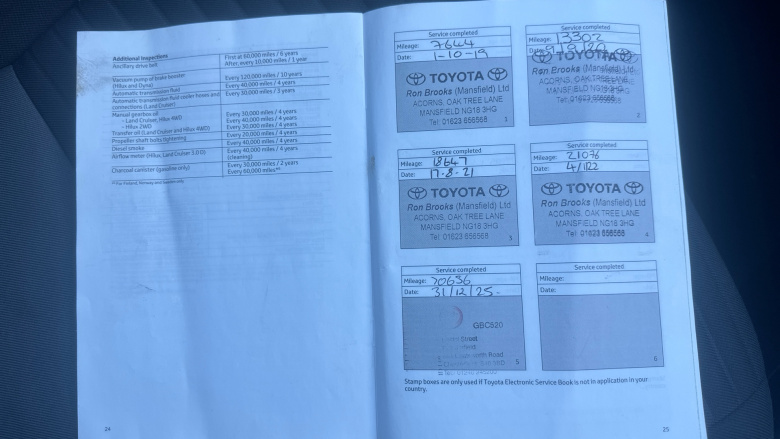 Additional Inspections
Ancillary drive belt
First at 60,000 miles / 6 years
After, every 10,000 miles / 1 year
Vacuum pump of brake booster
(Hilux and Dyna)
Every 120,000 miles / 10 years
Automatic transmission fluid
Every 40,000 miles / 4 years
Automatic transmission fluid cooler hoses and
connections (Land Cruiser)
Every 30,000 miles / 3 years
Manual gearbox oil
- Land Cruiser, Hilux 4WD
- Hilux 2WD
Every 30,000 miles / 4 years
Every 40,000 miles / 4 years
Transfer oil (Land Cruiser and Hilux 4WD)
Every 30,000 miles / 4 years
Propeller shaft bolts tightening
Every 20,000 miles / 4 years
Diesel smoke
Every 40,000 miles / 4 years
Airflow meter (Hilux, Land Cruiser 3.0 D)
Every 40,000 miles / 4 years
(cleaning)
Charcoal canister (gasoline only)
Every 30,000 miles / 2 years
Every 60,000 miles*¹
24
Service completed
Mileage: 7644
Date: 1-10-19
TOYOTA
Ron Brooks (Mansfield) Ltd
ACORNS, OAK TREE LANE
MANSFIELD NG18 3HG
Tel: 01623 656568
1
Service completed
Mileage: 13302
Date:
TOYOTA
Ron Brooks (Mansfield) Ltd
ACORNS, OAK TREE LANE
MANSFIELD NG18 3HG
Tel: 01623 656568
2
Service completed
Mileage: 18647
Date: 17.8.21
TOYOTA
Ron Brooks (Mansfield) Ltd
ACORNS, OAK TREE LANE
MANSFIELD NG18 3HG
Tel: 01623 656568
3
Service completed
Mileage: 21076
Date:
TOYOTA
Ron Brooks (Mansfield) Ltd
ACORNS, OAK TREE LANE
MANSFIELD NG18 3HG
Tel: 01623 656568
4
Service completed
Mileage: 70656
Date: 31/12/25-
GBC520
Street
Road
5
Service completed
Mileage:
Date:
6
Stamp boxes are only used if Toyota Electronic Service Book is not in application in your
country.
25